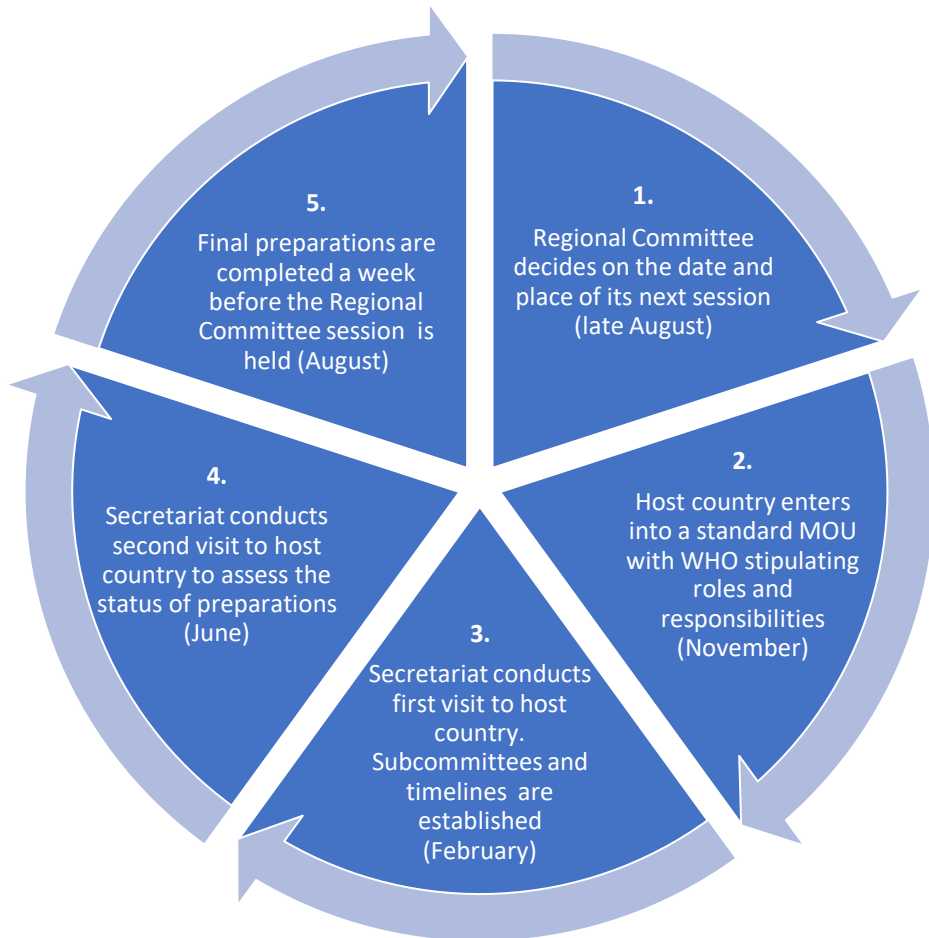 1.
Regional Committee
decides on the date and
place of its next session
(late August)
2.
Host country enters
into a standard MOU
with WHO stipulating
roles and
responsibilities
(November)
3.
Secretariat conducts
first visit to host
country.
Subcommittees and
timelines are
established
(February)
4.
Secretariat conducts
second visit to host
country to assess the
status of preparations
(June)
5.
Final preparations are
completed a week
before the Regional
Committee session is
held (August)